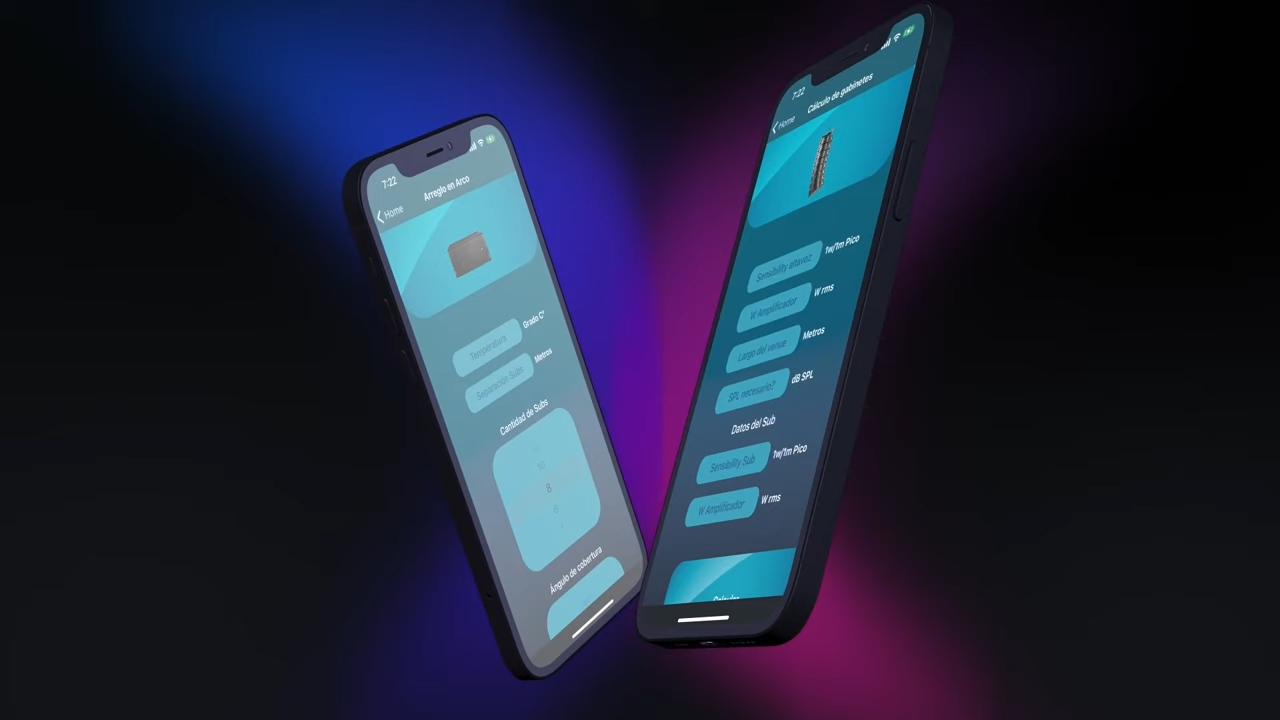 7:22
Home
Arreglo en Arco
Temperatura
Grado Cº
Separación Subs
Metros
Cantidad de Subs
10
8
6
Ángulo de cobertura
7:22
Home
Cálculo de gabinetes
Sensibility altavoz
1w/1m Pico
W Amplificador
W rms
Largo del venue
Metros
SPL necesario?
dB SPL
Datos del Sub
Sensibility Sub
1w/1m Pico
W Amplificador
W rms